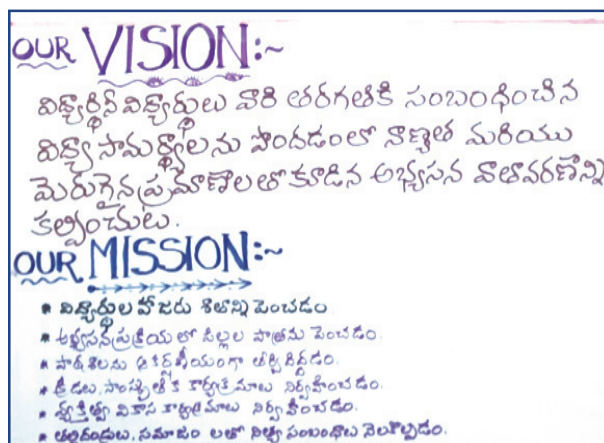 OUR VISION:~
విద్యార్థినీ విద్యార్థులు వారి తరగతికి సంబంధించిన
విద్యా సామర్థ్యాలను పొందడంలో నాణ్యత మరియు
మెరుగైన ప్రమాణాలతో కూడిన అభ్యసన వాతావరణాన్ని
కల్పించుట.
OUR MISSION:~
* విద్యార్థుల హాజరు శాతాన్ని పెంచడం.
* అభ్యసన ప్రక్రియ లో పిల్లల పాత్రను పెంచడం.
* పాఠశాలను ఆకర్షణీయంగా తీర్చిదిద్దడం.
* క్రీడలు, సాంస్కృతిక కార్యక్రమాలు నిర్వహించడం.
* వ్యక్తిత్వ వికాస కార్యక్రమాలు నిర్వహించడం.
* తల్లిదండ్రులు, సమాజం లతో నిత్య సంబంధాలు నెలకొల్పడం.